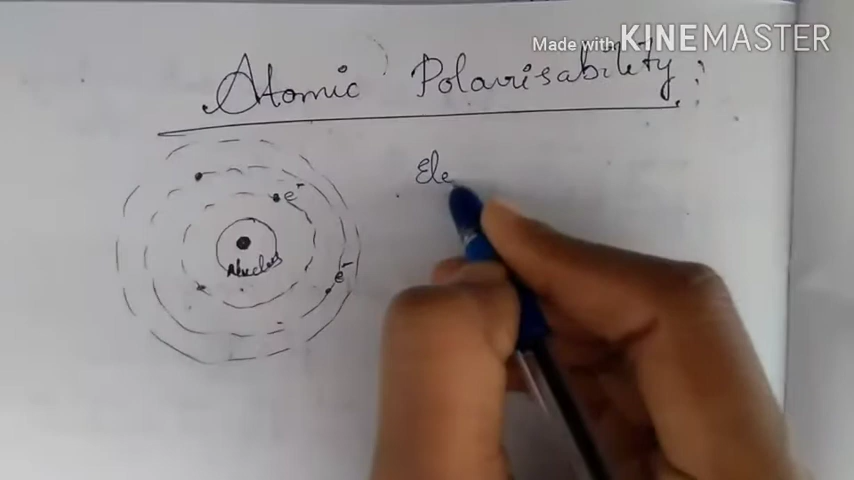 Made with KINEMASTER
Atomic Polarisability :
Ele
e⁻
Nucleus
e⁻